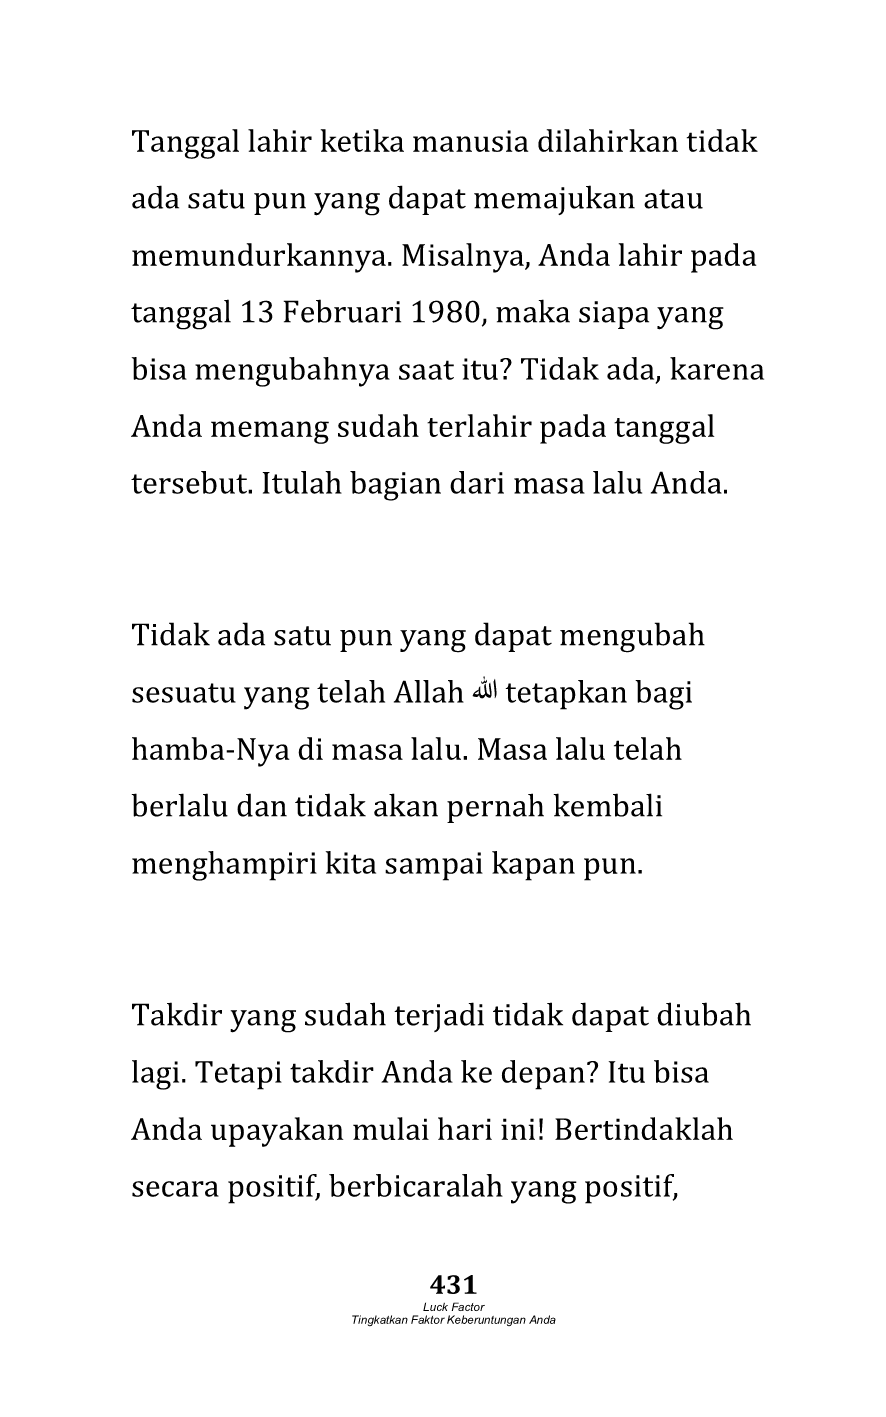 Tanggal lahir ketika manusia dilahirkan tidak
ada satu pun yang dapat memajukan atau
memundurkannya. Misalnya, Anda lahir pada
tanggal 13 Februari 1980, maka siapa yang
bisa mengubahnya saat itu? Tidak ada, karena
Anda memang sudah terlahir pada tanggal
tersebut. Itulah bagian dari masa lalu Anda.
Tidak ada satu pun yang dapat mengubah
sesuatu yang telah Allah ﷲ tetapkan bagi
hamba-Nya di masa lalu. Masa lalu telah
berlalu dan tidak akan pernah kembali
menghampiri kita sampai kapan pun.
Takdir yang sudah terjadi tidak dapat diubah
lagi. Tetapi takdir Anda ke depan? Itu bisa
Anda upayakan mulai hari ini! Bertindaklah
secara positif, berbicaralah yang positif,
431
Luck Factor
Tingkatkan Faktor Keberuntungan Anda